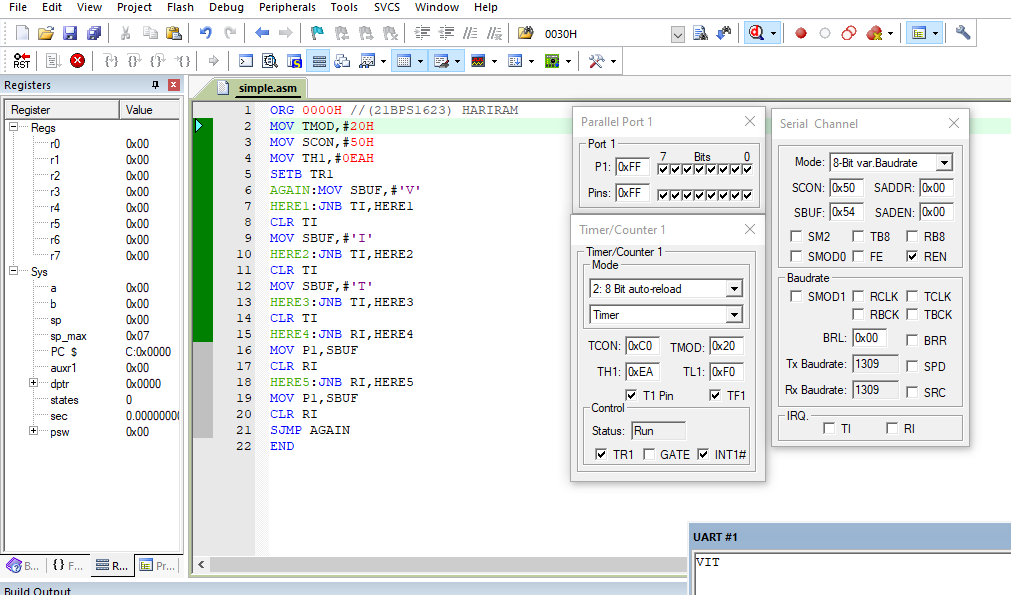 File Edit View Project Flash Debug Peripherals Tools SVCS Window Help
0030H
RST
Registers
simple.asm
Register Value
Regs
r0 0x00
r1 0x00
r2 0x00
r3 0x00
r4 0x00
r5 0x00
r6 0x00
r7 0x00
Sys
a 0x00
b 0x00
sp 0x00
sp_max 0x07
PC $ C:0x0000
auxr1 0x00
dptr 0x0000
states 0
sec 0.00000000
psw 0x00
B... {} F... R... Pr...
Build Output
1 ORG 0000H //(21BPS1623) HARIRAM
2 MOV TMOD,#20H
3 MOV SCON,#50H
4 MOV TH1,#0EAH
5 SETB TR1
6 AGAIN:MOV SBUF,#'V'
7 HERE1:JNB TI,HERE1
8 CLR TI
9 MOV SBUF,#'I'
10 HERE2:JNB TI,HERE2
11 CLR TI
12 MOV SBUF,#'T'
13 HERE3:JNB TI,HERE3
14 CLR TI
15 HERE4:JNB RI,HERE4
16 MOV P1,SBUF
17 CLR RI
18 HERE5:JNB RI,HERE5
19 MOV P1,SBUF
20 CLR RI
21 SJMP AGAIN
22 END
Parallel Port 1
Port 1
7 Bits 0
P1: 0xFF
Pins: 0xFF
Timer/Counter 1
Timer/Counter 1
Mode
2: 8 Bit auto-reload
Timer
TCON: 0xC0 TMOD: 0x20
TH1: 0xEA TL1: 0xF0
T1 Pin TF1
Control
Status: Run
TR1 GATE INT1#
Serial Channel
Mode: 8-Bit var.Baudrate
SCON: 0x50 SADDR: 0x00
SBUF: 0x54 SADEN: 0x00
SM2 TB8 RB8
SMOD0 FE REN
Baudrate
SMOD1 RCLK TCLK
RBCK TBCK
BRL: 0x00 BRR
Tx Baudrate: 1309 SPD
Rx Baudrate: 1309 SRC
IRQ.
TI RI
UART #1
VIT